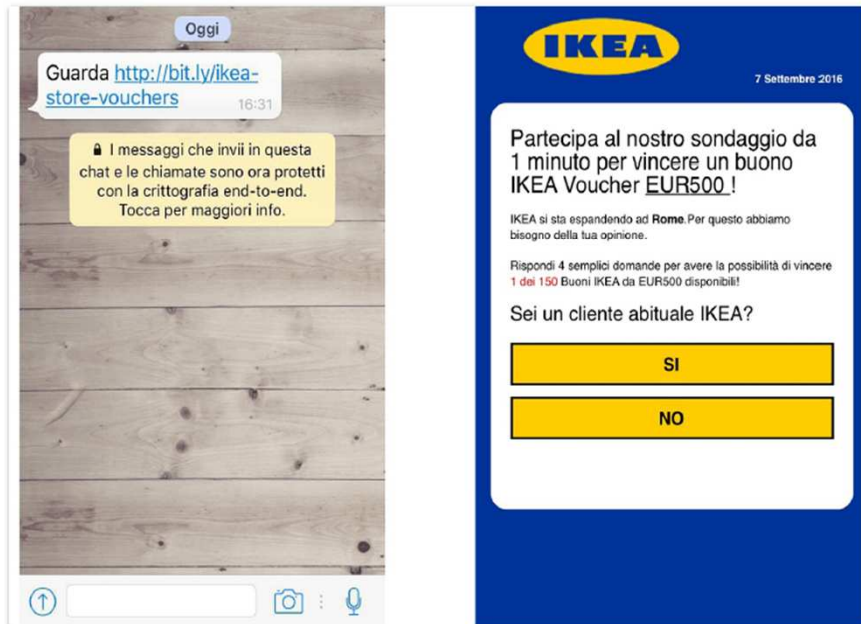 Oggi
Guarda http://bit.ly/ikea-
store-vouchers
16:31
I messaggi che invii in questa
chat e le chiamate sono ora protetti
con la crittografia end-to-end.
Tocca per maggiori info.
IKEA
7 Settembre 2016
Partecipa al nostro sondaggio da
1 minuto per vincere un buono
IKEA Voucher EUR500 !
IKEA si sta espandendo ad Rome.Per questo abbiamo
bisogno della tua opinione.
Rispondi 4 semplici domande per avere la possibilità di vincere
1 dei 150 Buoni IKEA da EUR500 disponibili!
Sei un cliente abituale IKEA?
SI
NO